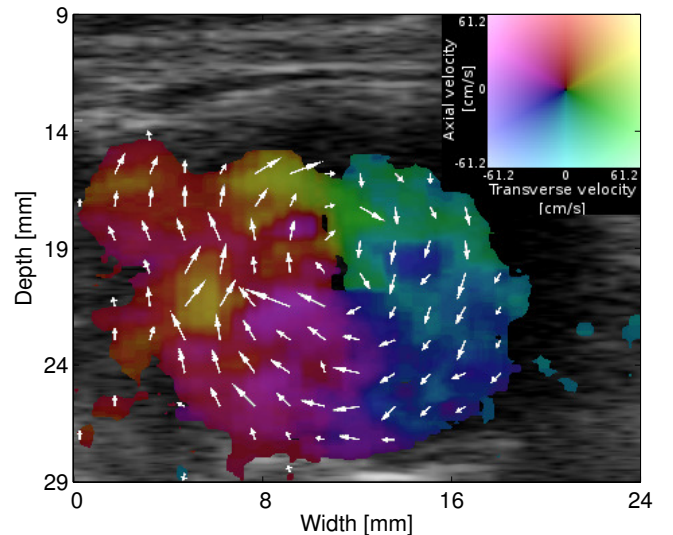 9
14
19
24
29
Depth [mm]
0 8 16 24
Width [mm]
61.2
0
-61.2
Axial velocity
[cm/s]
-61.2 0 61.2
Transverse velocity
[cm/s]